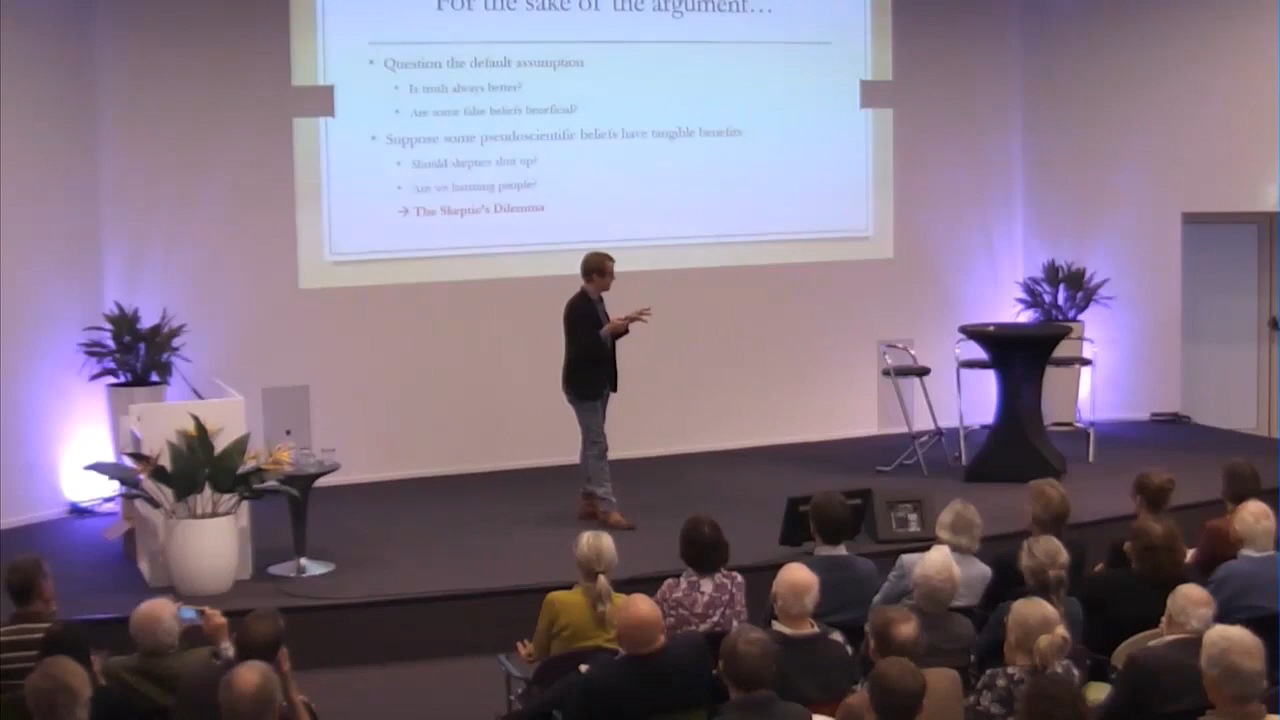 For the sake of the argument…
• Question the default assumption
• Is truth always better?
• Are some false beliefs beneficial?
• Suppose some pseudoscientific beliefs have tangible benefits
• Should skeptics shut up?
• Are we harming people?
→ The Skeptic's Dilemma